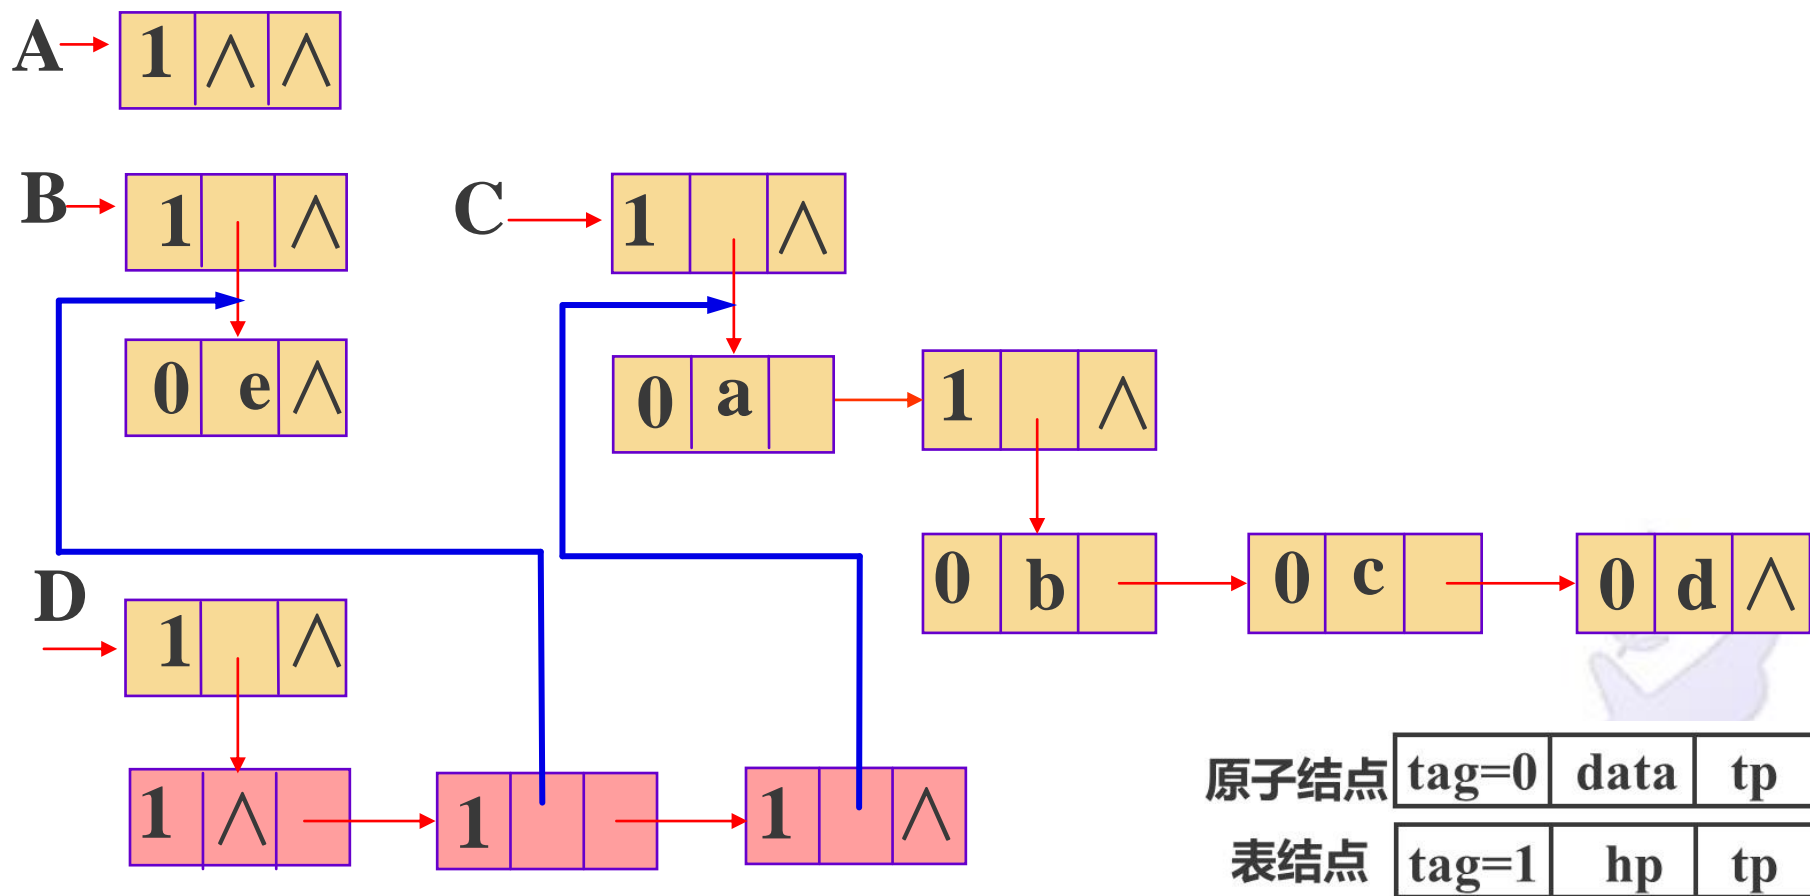 A 1 ∧ ∧
B 1 ∧
C 1 ∧
0 e ∧
0 a
1 ∧
0 b
0 c
0 d ∧
D 1 ∧
1 ∧
1
1 ∧
原子结点 tag=0 data tp
表结点 tag=1 hp tp